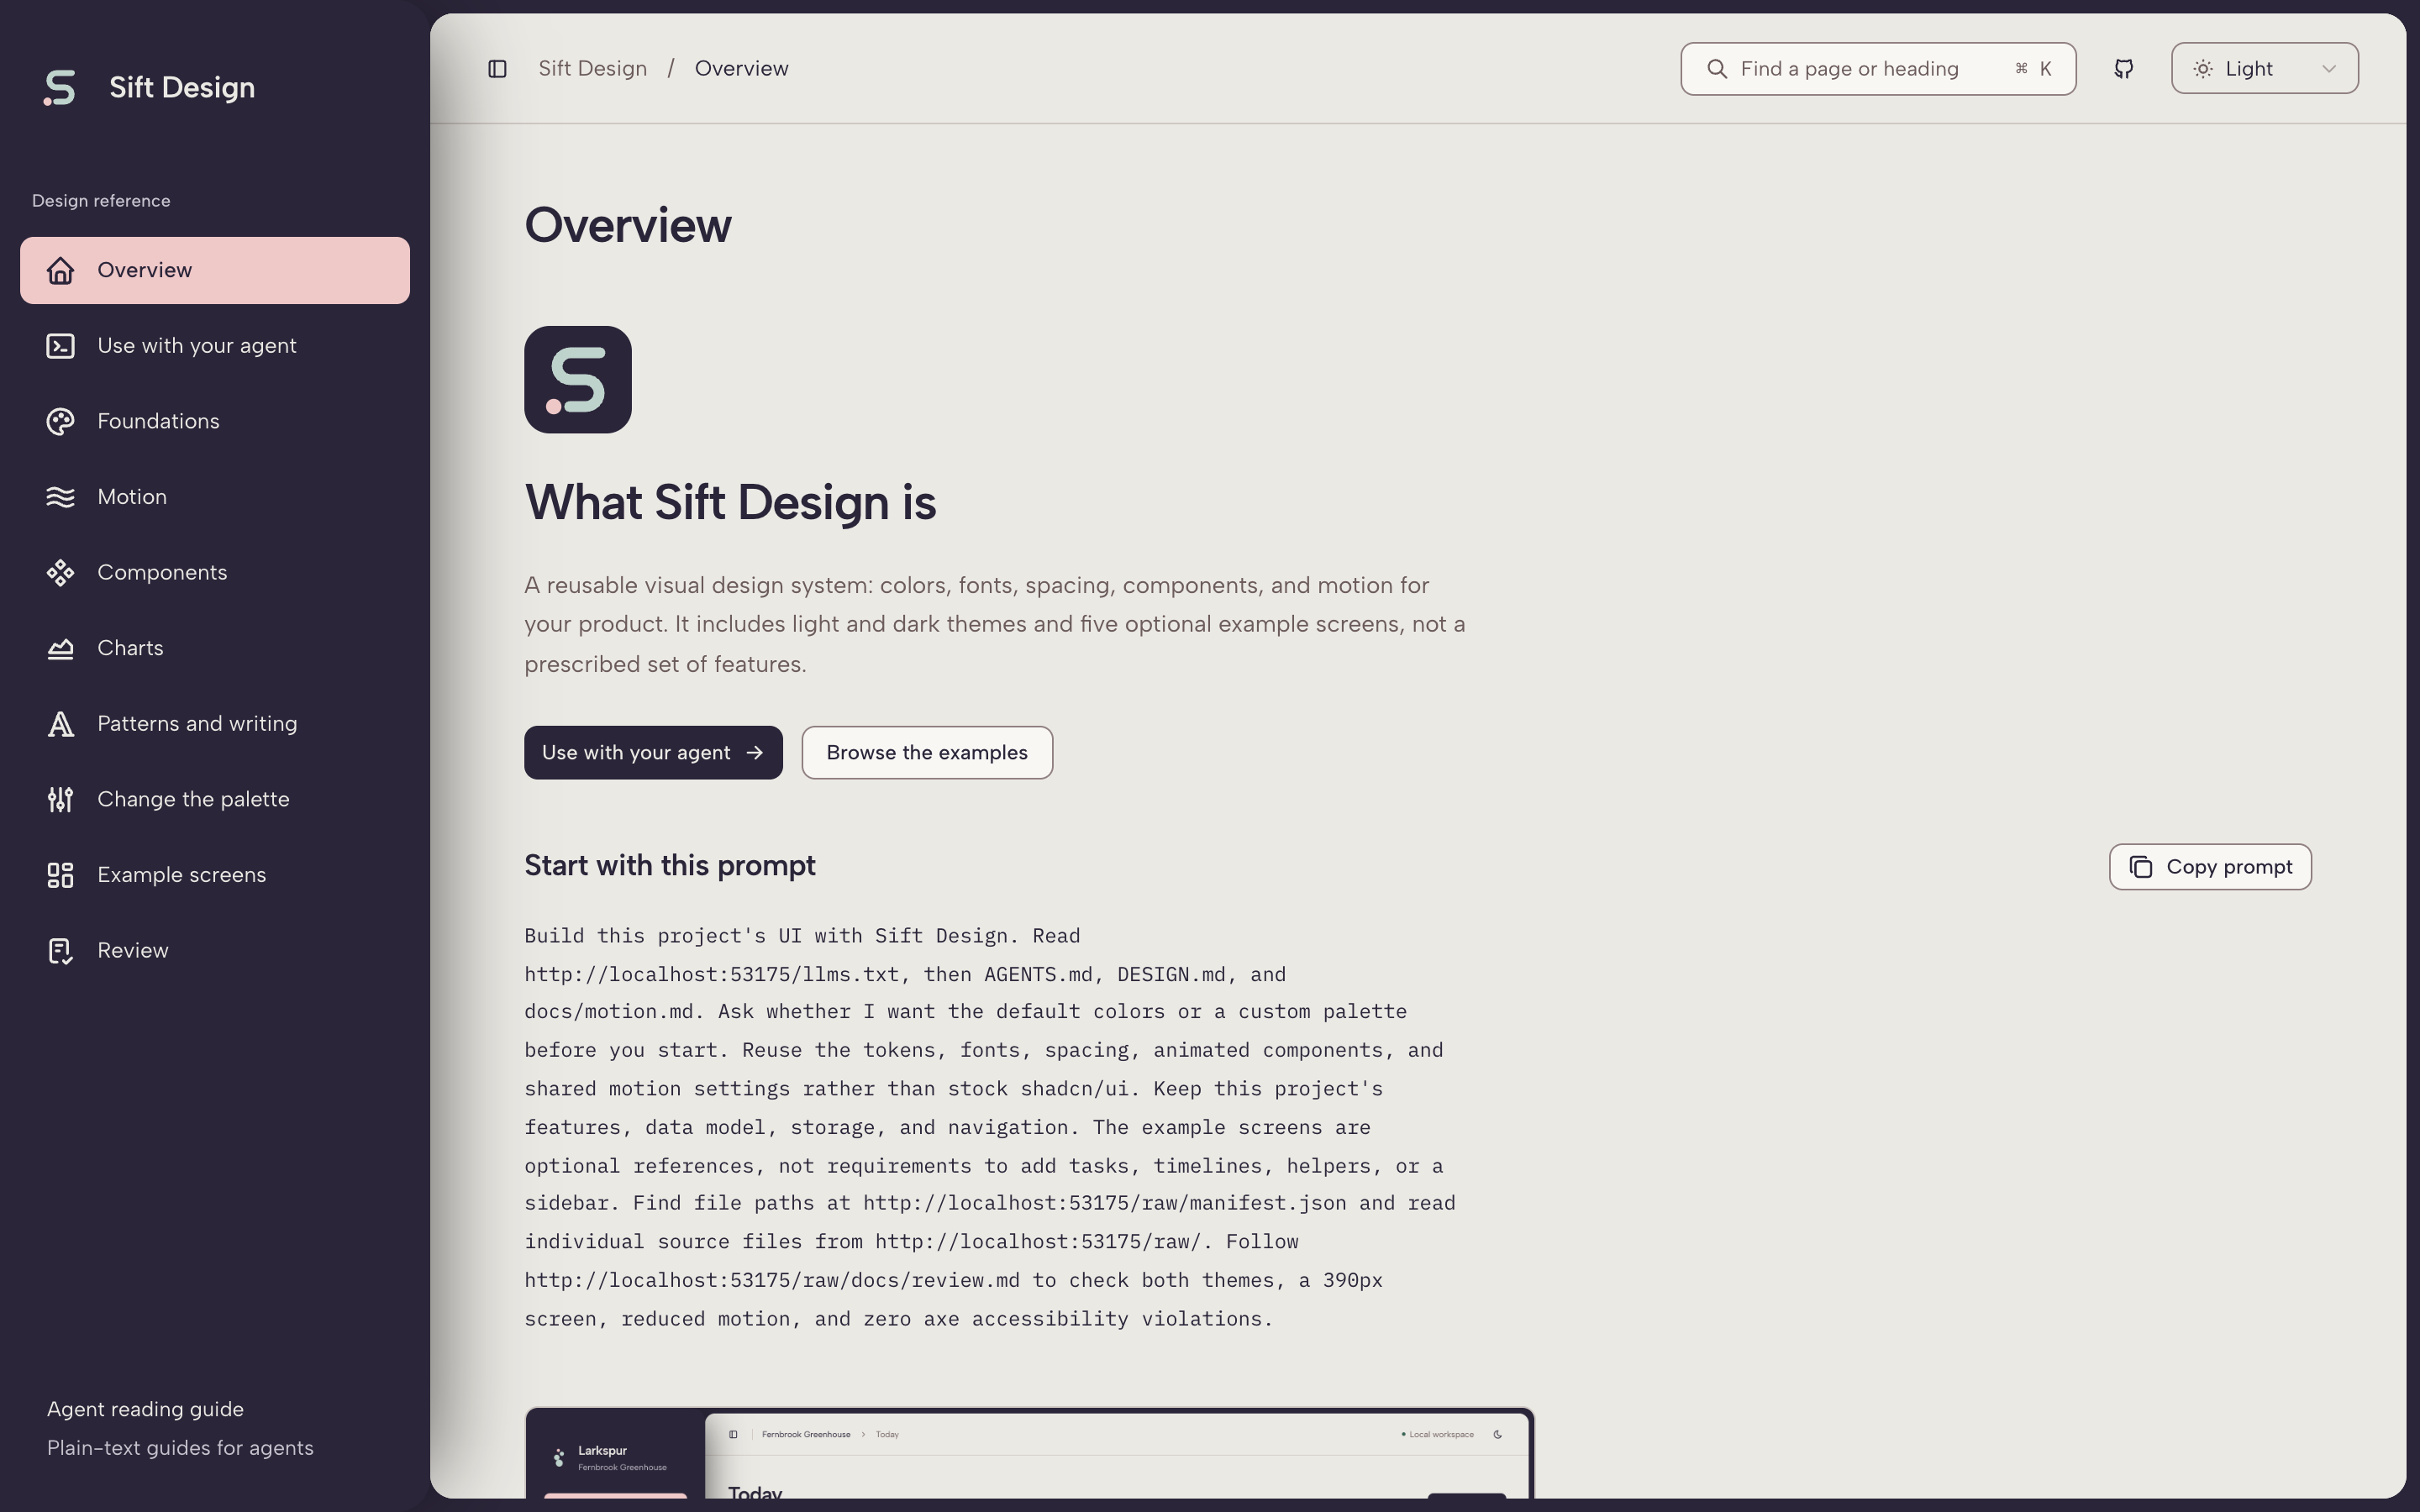 Sift Design
Design reference
Overview
Use with your agent
Foundations
Motion
Components
Charts
Patterns and writing
Change the palette
Example screens
Review
Agent reading guide
Plain-text guides for agents
Sift Design / Overview
Find a page or heading ⌘ K
Light
Overview
What Sift Design is
A reusable visual design system: colors, fonts, spacing, components, and motion for
your product. It includes light and dark themes and five optional example screens, not a
prescribed set of features.
Use with your agent →
Browse the examples
Start with this prompt
Copy prompt
Build this project's UI with Sift Design. Read
http://localhost:53175/llms.txt, then AGENTS.md, DESIGN.md, and
docs/motion.md. Ask whether I want the default colors or a custom palette
before you start. Reuse the tokens, fonts, spacing, animated components, and
shared motion settings rather than stock shadcn/ui. Keep this project's
features, data model, storage, and navigation. The example screens are
optional references, not requirements to add tasks, timelines, helpers, or a
sidebar. Find file paths at http://localhost:53175/raw/manifest.json and read
individual source files from http://localhost:53175/raw/. Follow
http://localhost:53175/raw/docs/review.md to check both themes, a 390px
screen, reduced motion, and zero axe accessibility violations.
Larkspur
Fernbrook Greenhouse
Fernbrook Greenhouse > Today
Local workspace
Today